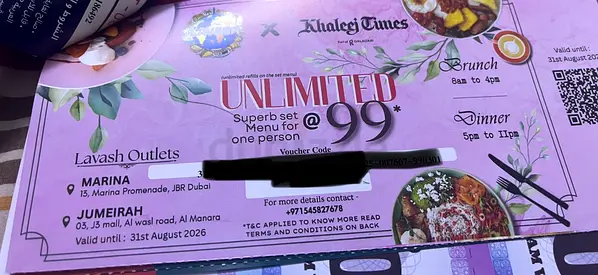 Khaleej Times
Valid until:
31st August 2026
Brunch
8am to 4pm
(unlimited refills on the set menu)
UNLIMITED
Superb set
Menu for
one person
@ 99*
Dinner
5pm to 11pm
Voucher Code
Lavash Outlets
MARINA
13, Marina Promenade, JBR Dubai
JUMEIRAH
03, J3 mall, Al wasl road, Al Manara
Valid until : 31st August 2026
For more details contact -
+971545827678
*T&C APPLIED TO KNOW MORE READ
TERMS AND CONDITIONS ON BACK